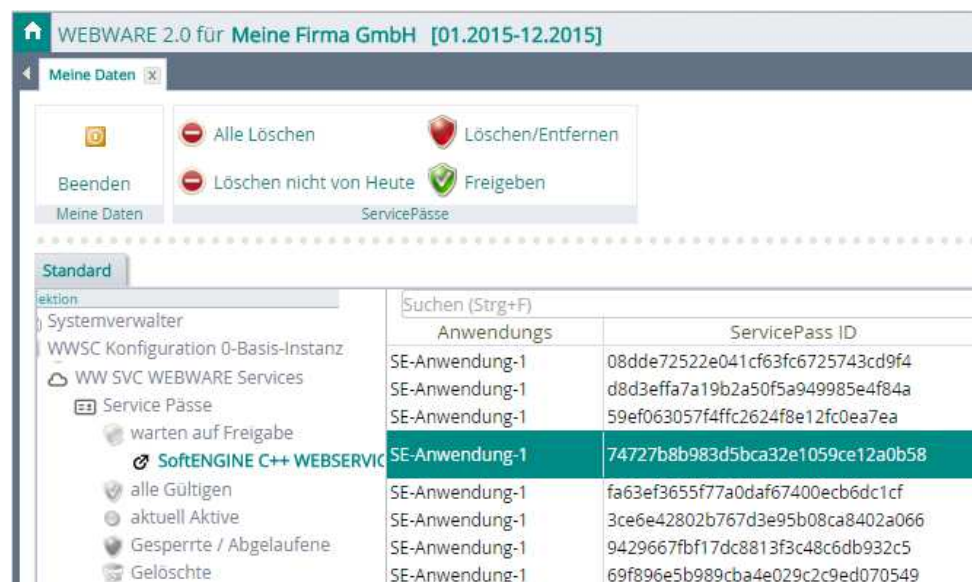 WEBWARE 2.0 für Meine Firma GmbH [01.2015-12.2015]
Meine Daten x
Alle Löschen Löschen/Entfernen
Beenden Löschen nicht von Heute Freigeben
Meine Daten ServicePässe
Standard
ektion
Suchen (Strg+F)
Systemverwalter
Anwendungs ServicePass ID
WWSC Konfiguration 0-Basis-Instanz
SE-Anwendung-1 08dde72522e041cf63fc6725743cd9f4
WW SVC WEBWARE Services
SE-Anwendung-1 d8d3effa7a19b2a50f5a949985e4f84a
Service Pässe
SE-Anwendung-1 59ef063057f4ffc2624f8e12fc0ea7ea
warten auf Freigabe
SoftENGINE C++ WEBSERVIC
SE-Anwendung-1 74727b8b983d5bca32e1059ce12a0b58
alle Gültigen
SE-Anwendung-1 fa63ef3655f77a0daf67400ecb6dc1cf
aktuell Aktive
SE-Anwendung-1 3ce6e42802b767d3e95b08ca8402a066
Gesperrte / Abgelaufene
SE-Anwendung-1 9429667fbf17dc8813f3c48c6db932c5
Gelöschte
SE-Anwendung-1 69f896e5b989cba4e029c2c9ed070549